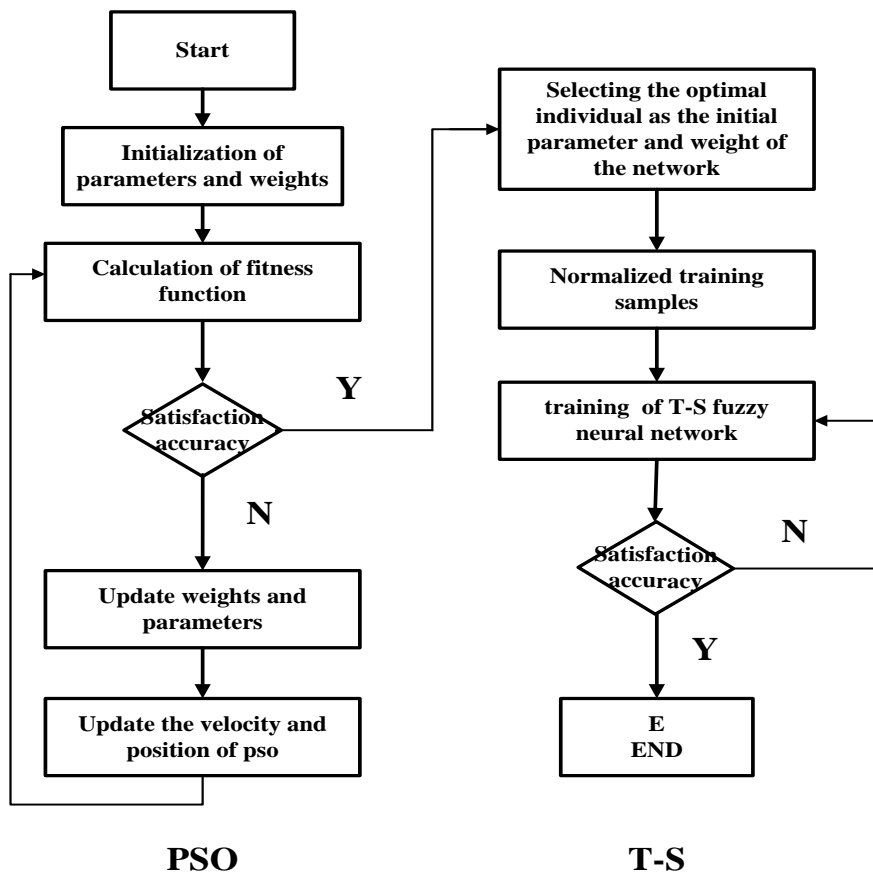 Start
Initialization of
parameters and weights
Calculation of fitness
function
Satisfaction
accuracy
Y
N
Update weights and
parameters
Update the velocity and
position of pso
PSO
Selecting the optimal
individual as the initial
parameter and weight of
the network
Normalized training
samples
training of T-S fuzzy
neural network
Satisfaction
accuracy
N
Y
E
END
T-S